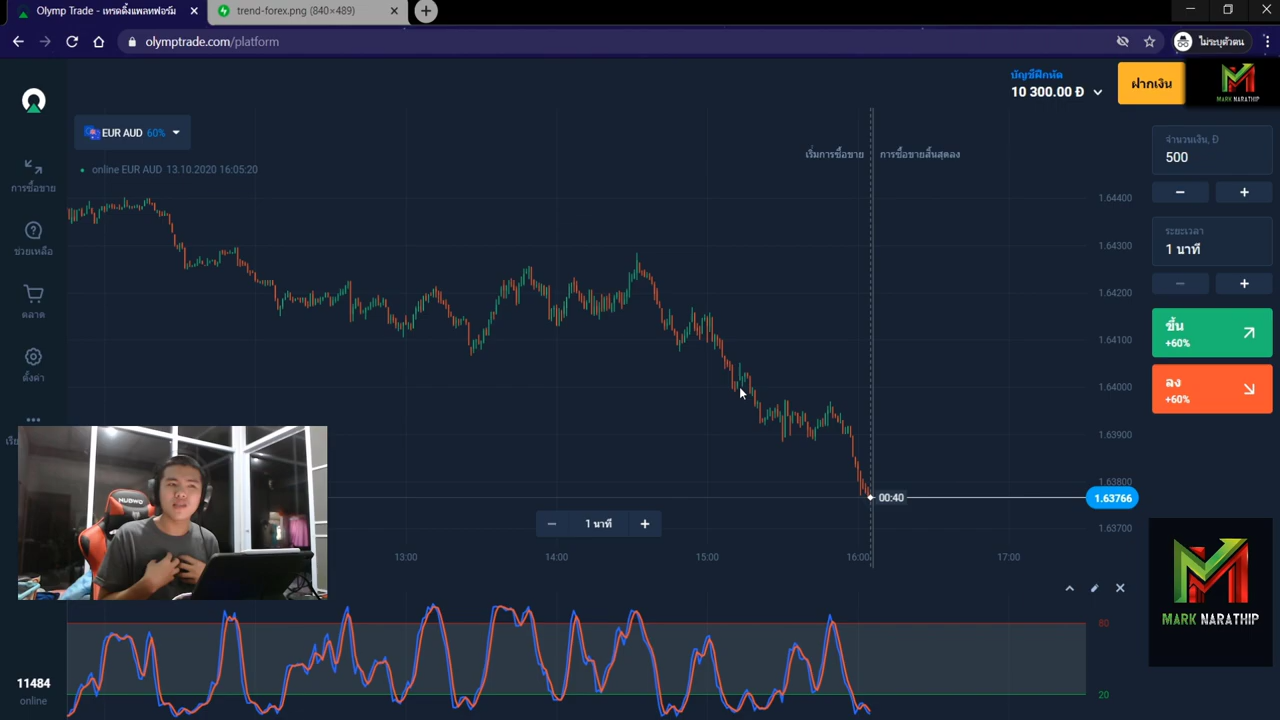 Olymp Trade - เทรดดิ้งแพลทฟอร์ม
trend-forex.png (840×489)
olymptrade.com/platform
ไม่ระบุตัวตน
บัญชีฝึกหัด
10 300.00 Đ
ฝากเงิน
MARK NARATHIP
EUR AUD 60%
online EUR AUD 13.10.2020 16:05:20
เริ่มการซื้อขาย
การซื้อขายสิ้นสุดลง
จำนวนเงิน, Đ
500
ระยะเวลา
1 นาที
ขึ้น
+60%
ลง
+60%
การซื้อขาย
ช่วยเหลือ
ตลาด
ตั้งค่า
1.64400
1.64300
1.64200
1.64100
1.64000
1.63900
1.63800
1.63766
1.63700
00:40
1 นาที
13:00
14:00
15:00
16:00
17:00
NUBWO
MARK NARATHIP
80
20
11484
online